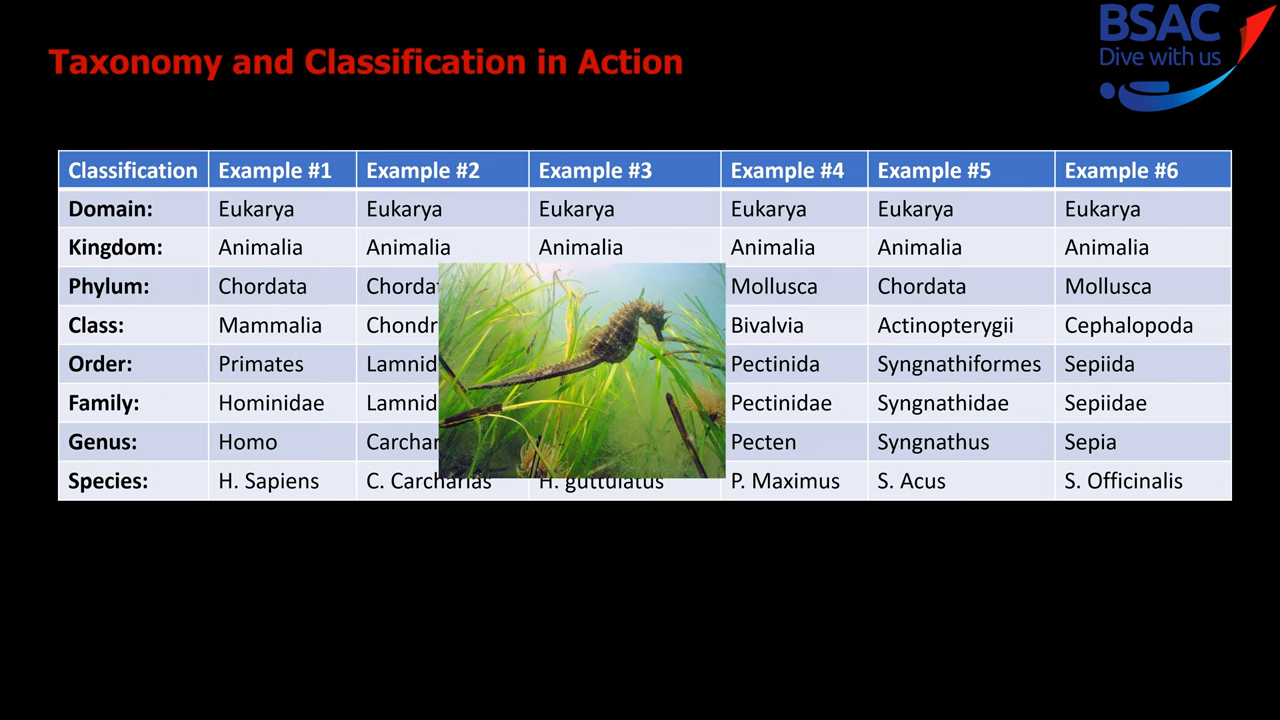 Taxonomy and Classification in Action
BSAC
Dive with us
Classification Example #1 Example #2 Example #3 Example #4 Example #5 Example #6
Domain: Eukarya Eukarya Eukarya Eukarya Eukarya Eukarya
Kingdom: Animalia Animalia Animalia Animalia Animalia Animalia
Phylum: Chordata Mollusca Chordata Mollusca
Class: Mammalia Bivalvia Actinopterygii Cephalopoda
Order: Primates Pectinida Syngnathiformes Sepiida
Family: Hominidae Pectinidae Syngnathidae Sepiidae
Genus: Homo Pecten Syngnathus Sepia
Species: H. Sapiens C. Carcharias H. guttulatus P. Maximus S. Acus S. Officinalis